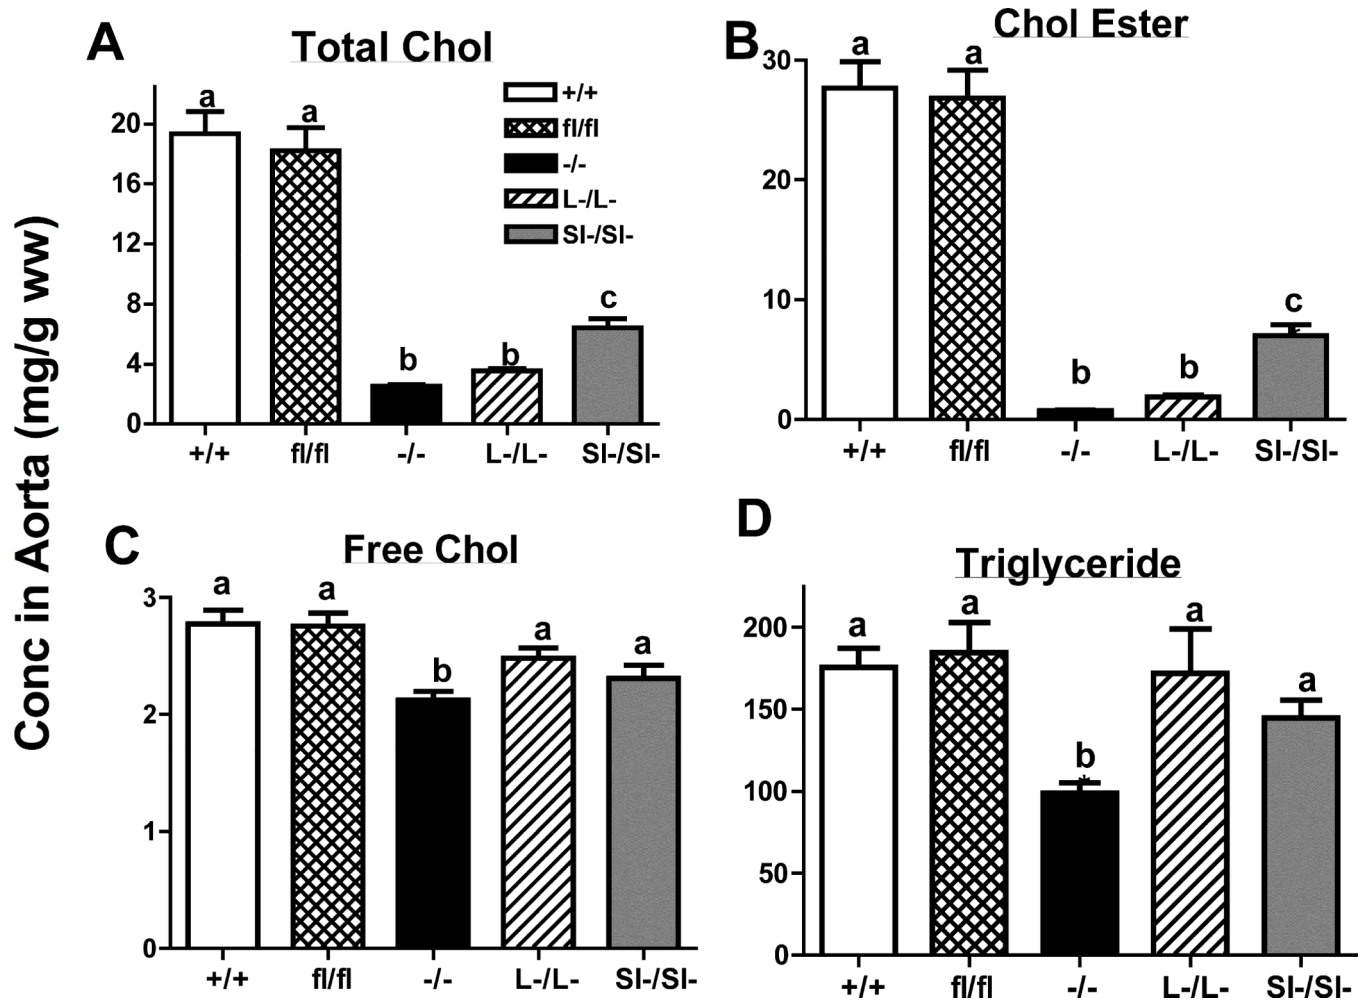 Conc in Aorta (mg/g ww)
A
Total Chol
+/+
fl/fl
-/-
L-/L-
SI-/SI-
20
16
12
8
4
0
a
a
b
b
c
+/+ fl/fl -/- L-/L- SI-/SI-
B
Chol Ester
30
20
10
0
a
a
b
b
c
+/+ fl/fl -/- L-/L- SI-/SI-
C
Free Chol
3
2
1
0
a
a
b
a
a
+/+ fl/fl -/- L-/L- SI-/SI-
D
Triglyceride
200
150
100
50
0
a
a
b
*
a
a
+/+ fl/fl -/- L-/L- SI-/SI-